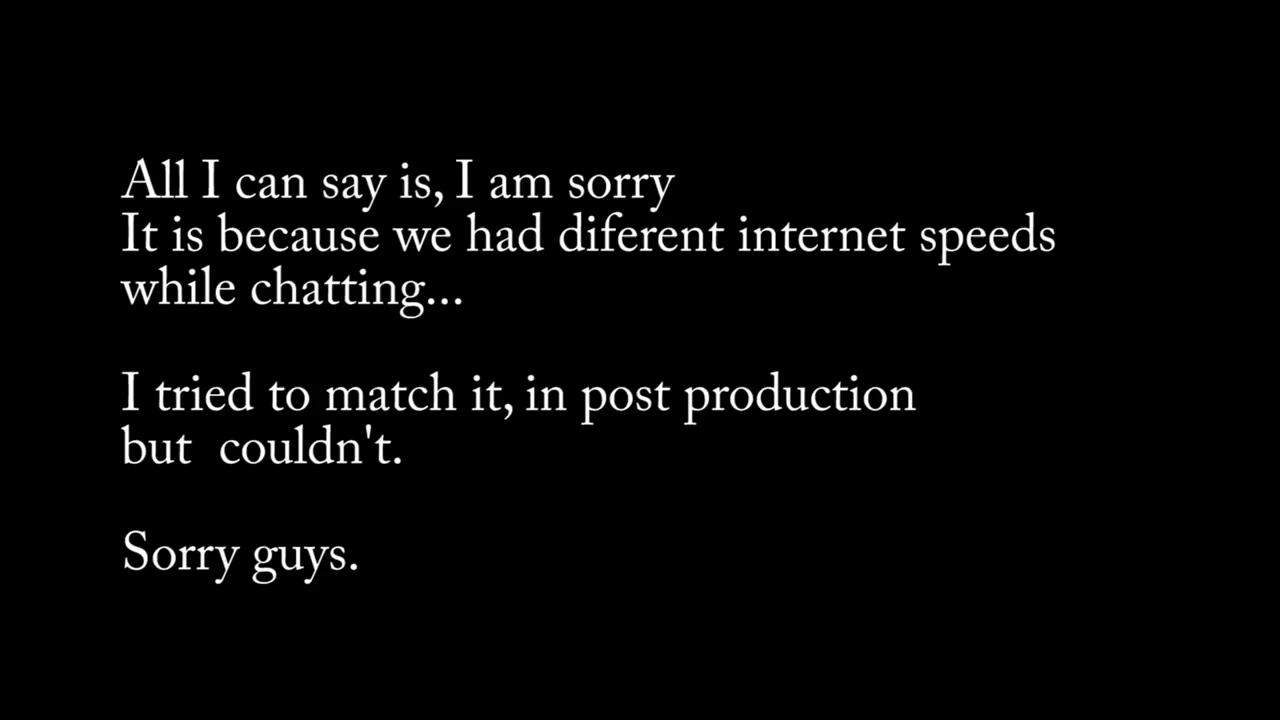 All I can say is, I am sorry
It is because we had diferent internet speeds
while chatting...
I tried to match it, in post production
but  couldn't.
Sorry guys.